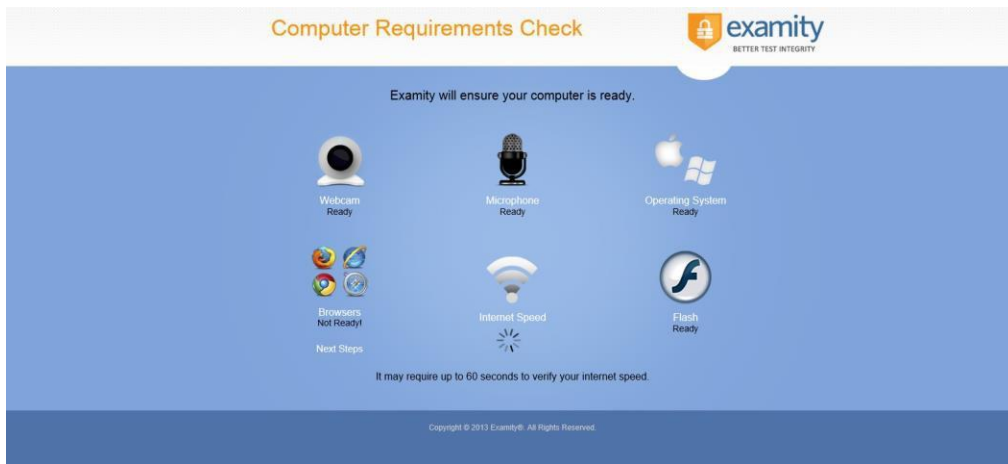 Computer Requirements Check
examity
BETTER TEST INTEGRITY
Examity will ensure your computer is ready.
Webcam
Ready
Microphone
Ready
Operating System
Ready
Browsers
Not Ready!
Next Steps
Internet Speed
Flash
Ready
It may require up to 60 seconds to verify your internet speed.
Copyright © 2013 Examity®. All Rights Reserved.